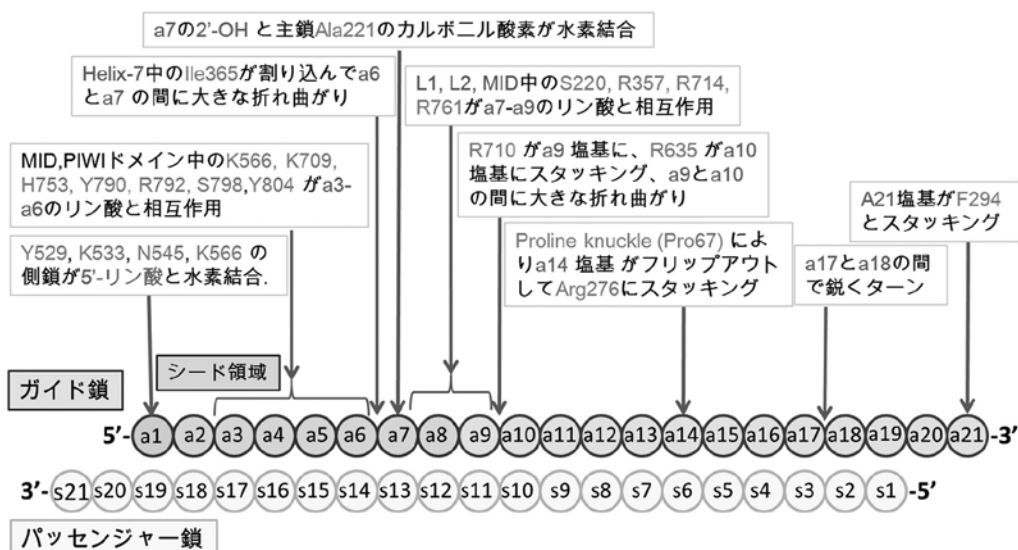 a7の2'-OH と主鎖Ala221のカルボニル酸素が水素結合
Helix-7中のIle365が割り込んでa6
とa7 の間に大きな折れ曲がり
L1, L2, MID中のS220, R357, R714,
R761がa7-a9のリン酸と相互作用
MID,PIWIドメイン中のK566, K709,
H753, Y790, R792, S798,Y804 がa3-
a6のリン酸と相互作用
R710 がa9 塩基に、R635 がa10
塩基にスタッキング、a9とa10
の間に大きな折れ曲がり
A21塩基がF294
とスタッキング
Y529, K533, N545, K566 の
側鎖が5'-リン酸と水素結合.
Proline knuckle (Pro67) によ
りa14 塩基 がフリップアウト
してArg276にスタッキング
a17とa18の間
で鋭くターン
シード領域
ガイド鎖
5’- a1 a2 a3 a4 a5 a6 a7 a8 a9 a10 a11 a12 a13 a14 a15 a16 a17 a18 a19 a20 a21 -3’
3’- s21 s20 s19 s18 s17 s16 s15 s14 s13 s12 s11 s10 s9 s8 s7 s6 s5 s4 s3 s2 s1 -5’
パッセンジャー鎖